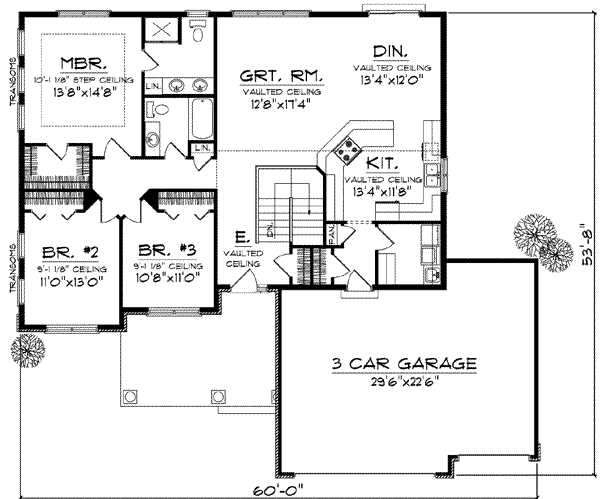 TRANSOMS
MBR.
10'-1 1/8" STEP CEILING
13'8"x14'8"
LIN.
LIN.
GRT. RM.
VAULTED CEILING
12'8"x17'4"
DIN.
VAULTED CEILING
13'4"x12'0"
KIT.
VAULTED CEILING
13'4"x11'8"
TRANSOMS
BR. #2
9'-1 1/8" CEILING
11'0"x13'0"
BR. #3
9'-1 1/8" CEILING
10'8"x11'0"
E.
VAULTED
CEILING
DN.
PAN.
3 CAR GARAGE
29'6"x22'6"
53'-8"
60'-0"